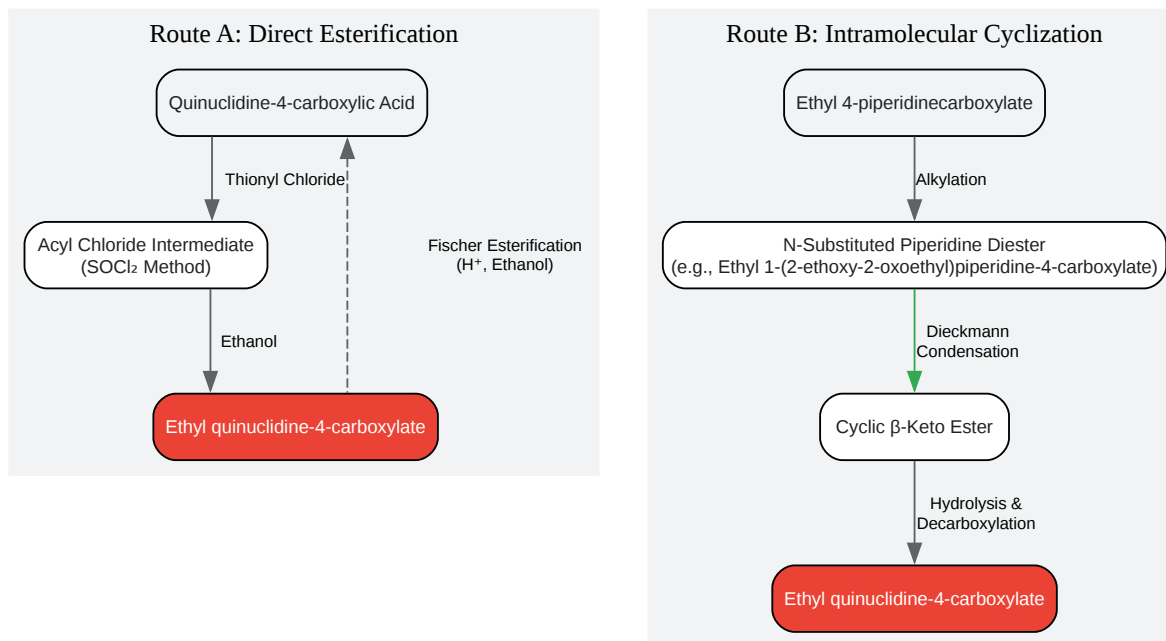 Route A: Direct Esterification
Quinuclidine-4-carboxylic Acid
Thionyl Chloride
Acyl Chloride Intermediate
(SOCl₂ Method)
Fischer Esterification
(H⁺, Ethanol)
Ethanol
Ethyl quinuclidine-4-carboxylate
Route B: Intramolecular Cyclization
Ethyl 4-piperidinecarboxylate
Alkylation
N-Substituted Piperidine Diester
(e.g., Ethyl 1-(2-ethoxy-2-oxoethyl)piperidine-4-carboxylate)
Dieckmann
Condensation
Cyclic β-Keto Ester
Hydrolysis &
Decarboxylation
Ethyl quinuclidine-4-carboxylate